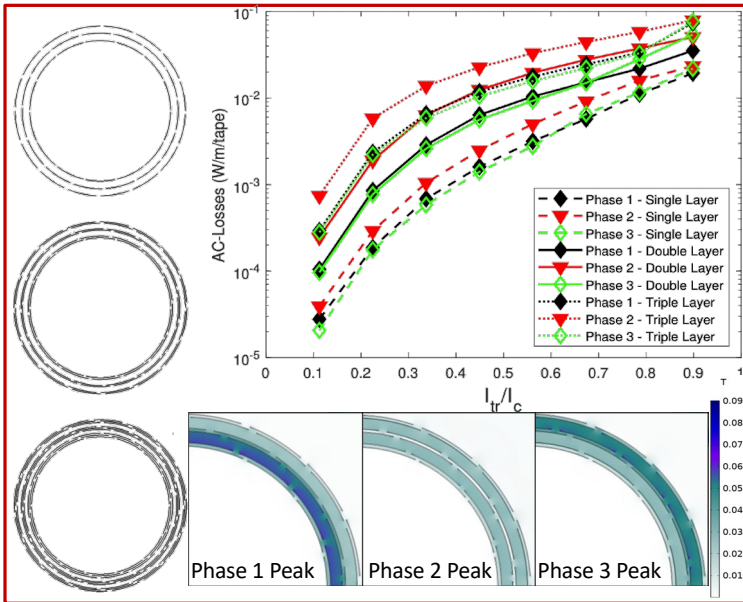 10⁻¹
10⁻²
10⁻³
10⁻⁴
10⁻⁵
AC-Losses (W/m/tape)
Phase 1 - Single Layer
Phase 2 - Single Layer
Phase 3 - Single Layer
Phase 1 - Double Layer
Phase 2 - Double Layer
Phase 3 - Double Layer
Phase 1 - Triple Layer
Phase 2 - Triple Layer
Phase 3 - Triple Layer
0 0.1 0.2 0.3 0.4 0.5 0.6 0.7 0.8 0.9 1
I_tr/I_c
T
0.09
0.08
0.07
0.06
0.05
0.04
0.03
0.02
0.01
Phase 1 Peak
Phase 2 Peak
Phase 3 Peak